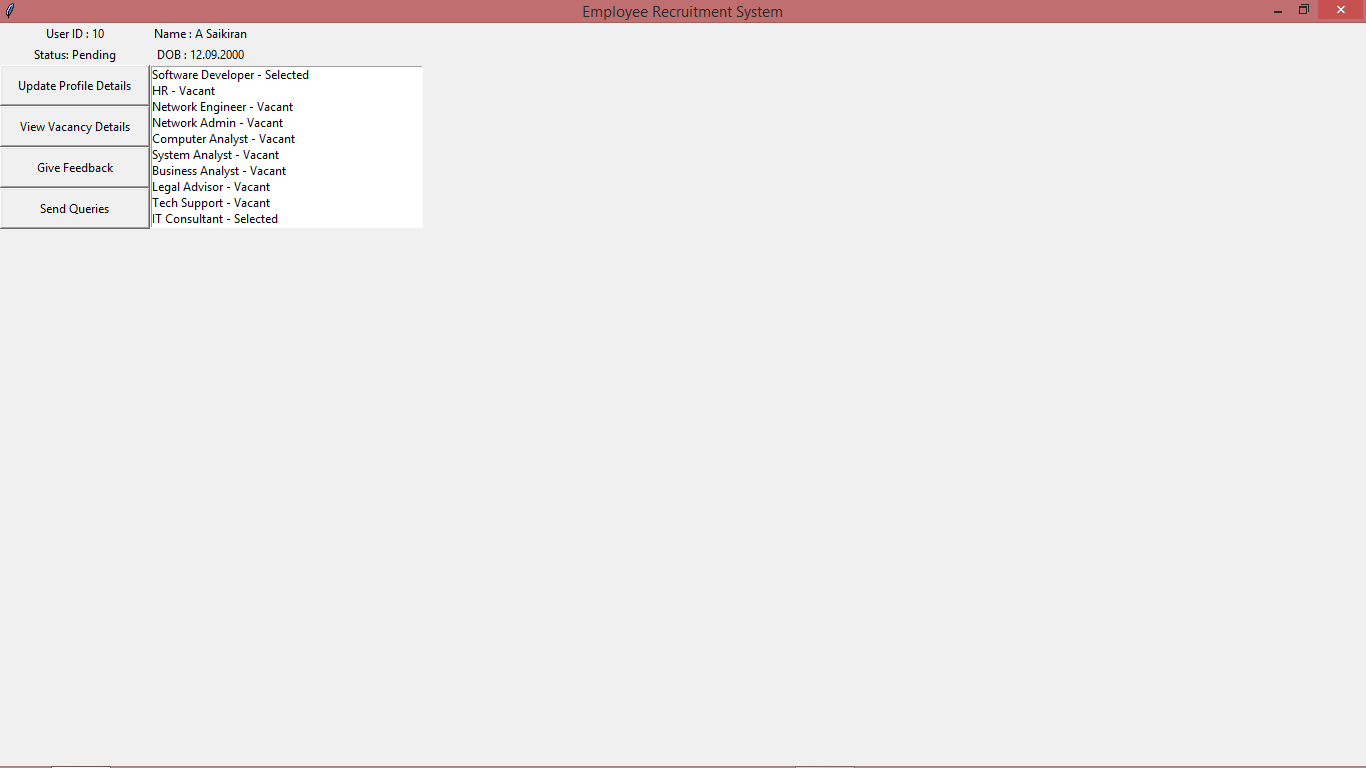 Employee Recruitment System
User ID : 10
Name : A Saikiran
Status: Pending
DOB : 12.09.2000
Update Profile Details
View Vacancy Details
Give Feedback
Send Queries
Software Developer - Selected
HR - Vacant
Network Engineer - Vacant
Network Admin - Vacant
Computer Analyst - Vacant
System Analyst - Vacant
Business Analyst - Vacant
Legal Advisor - Vacant
Tech Support - Vacant
IT Consultant - Selected